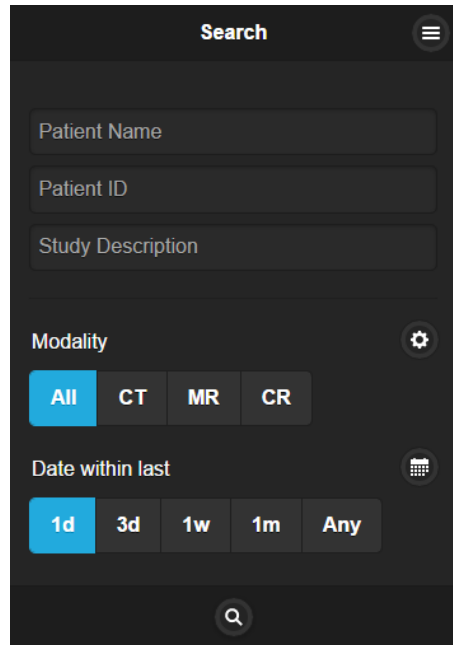 Search
Patient Name
Patient ID
Study Description
Modality
All CT MR CR
Date within last
1d 3d 1w 1m Any